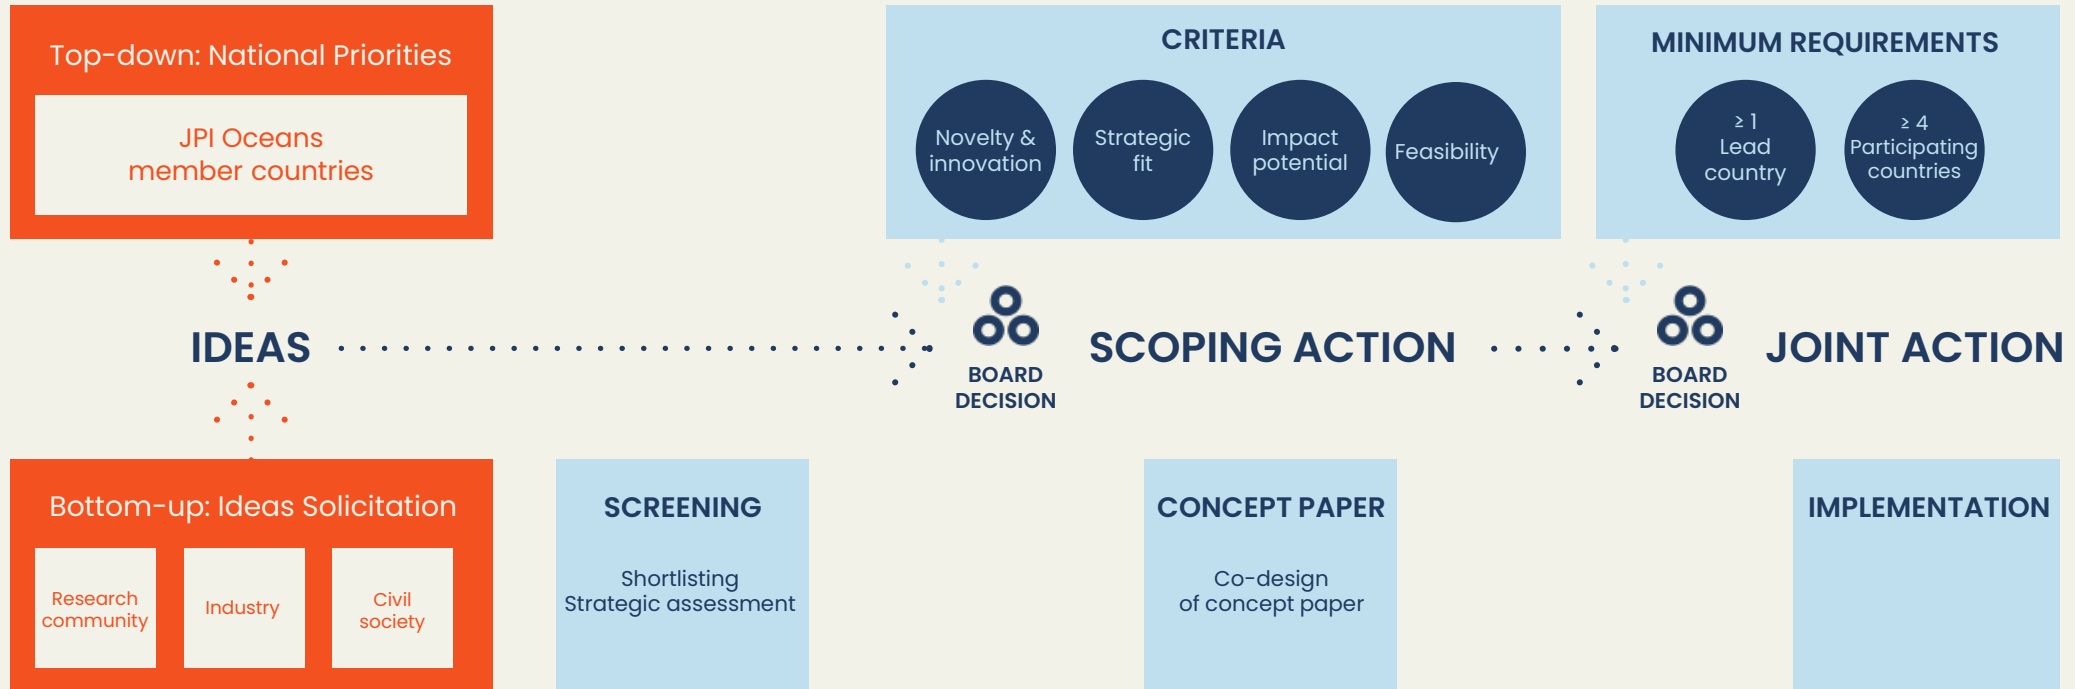 Top-down: National Priorities
JPI Oceans
member countries
CRITERIA
Novelty &
innovation
Strategic
fit
Impact
potential
Feasibility
MINIMUM REQUIREMENTS
≥ 1
Lead
country
≥ 4
Participating
countries
IDEAS
BOARD
DECISION
SCOPING ACTION
BOARD
DECISION
JOINT ACTION
Bottom-up: Ideas Solicitation
Research
community
Industry
Civil
society
SCREENING
Shortlisting
Strategic assessment
CONCEPT PAPER
Co-design
of concept paper
IMPLEMENTATION